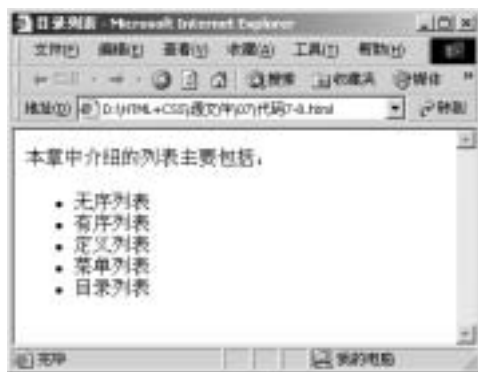 目录列表 - Microsoft Internet Explorer
文件(F) 编辑(E) 查看(V) 收藏(A) 工具(T) 帮助(H)
搜索 收藏夹 媒体 »
地址(D) D:\HTML+CSS\源文件\07\代码7-8.html 转到
本章中介绍的列表主要包括：
• 无序列表
• 有序列表
• 定义列表
• 菜单列表
• 目录列表
完毕 我的电脑